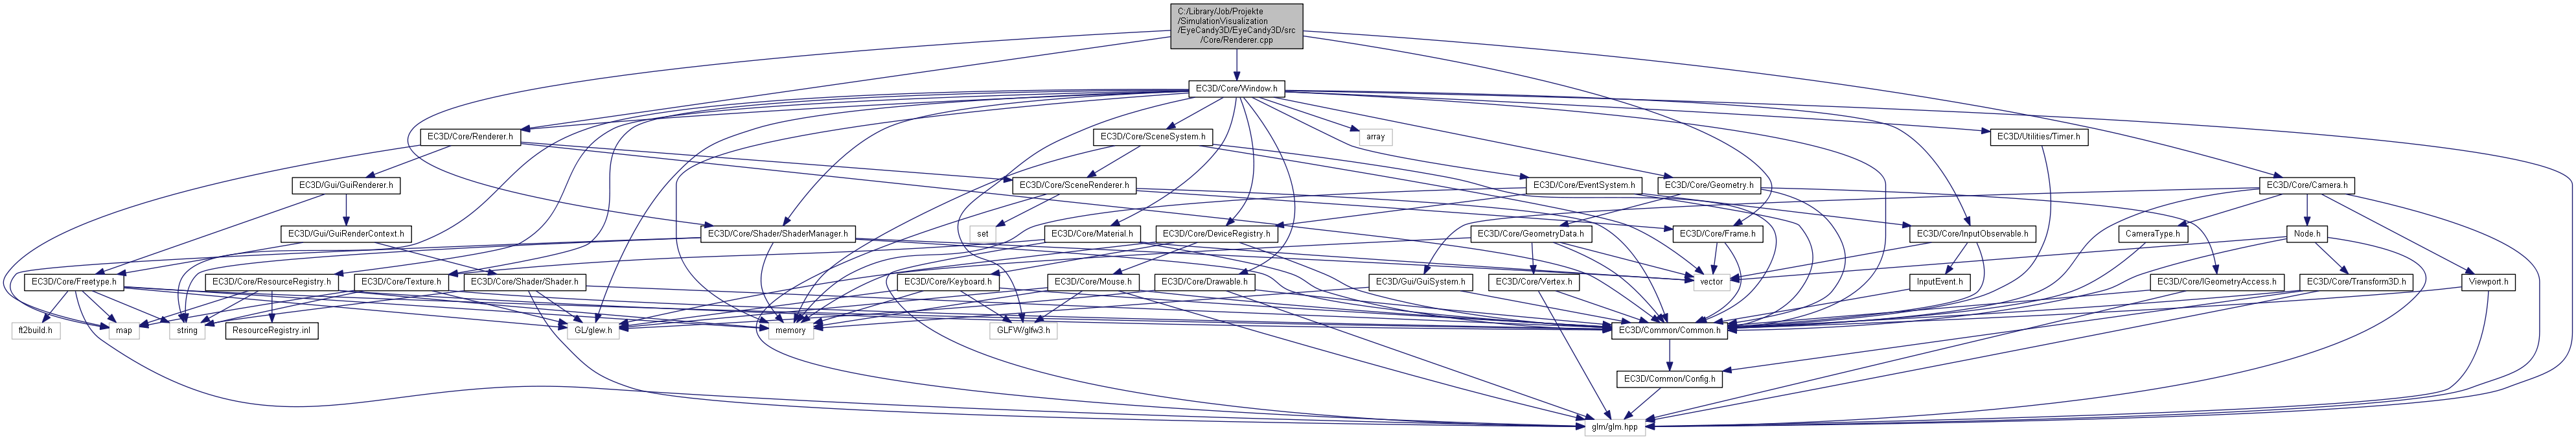 C:/Library/Job/Projekte
/SimulationVisualization
/EyeCandy3D/EyeCandy3D/src
/Core/Renderer.cpp
EC3D/Core/Window.h
EC3D/Core/Renderer.h
EC3D/Core/SceneSystem.h
array
EC3D/Utilities/Timer.h
EC3D/Gui/GuiRenderer.h
EC3D/Core/SceneRenderer.h
EC3D/Core/EventSystem.h
EC3D/Core/Geometry.h
EC3D/Core/Camera.h
EC3D/Gui/GuiRenderContext.h
EC3D/Core/Shader/ShaderManager.h
set
EC3D/Core/Material.h
EC3D/Core/DeviceRegistry.h
EC3D/Core/GeometryData.h
EC3D/Core/Frame.h
EC3D/Core/InputObservable.h
CameraType.h
Node.h
EC3D/Core/Freetype.h
EC3D/Core/ResourceRegistry.h
EC3D/Core/Texture.h
EC3D/Core/Shader/Shader.h
EC3D/Core/Keyboard.h
EC3D/Core/Mouse.h
EC3D/Core/Drawable.h
EC3D/Gui/GuiSystem.h
EC3D/Core/Vertex.h
vector
InputEvent.h
EC3D/Core/IGeometryAccess.h
EC3D/Core/Transform3D.h
Viewport.h
ft2build.h
map
string
ResourceRegistry.inl
GL/glew.h
memory
GLFW/glfw3.h
EC3D/Common/Common.h
EC3D/Common/Config.h
glm/glm.hpp